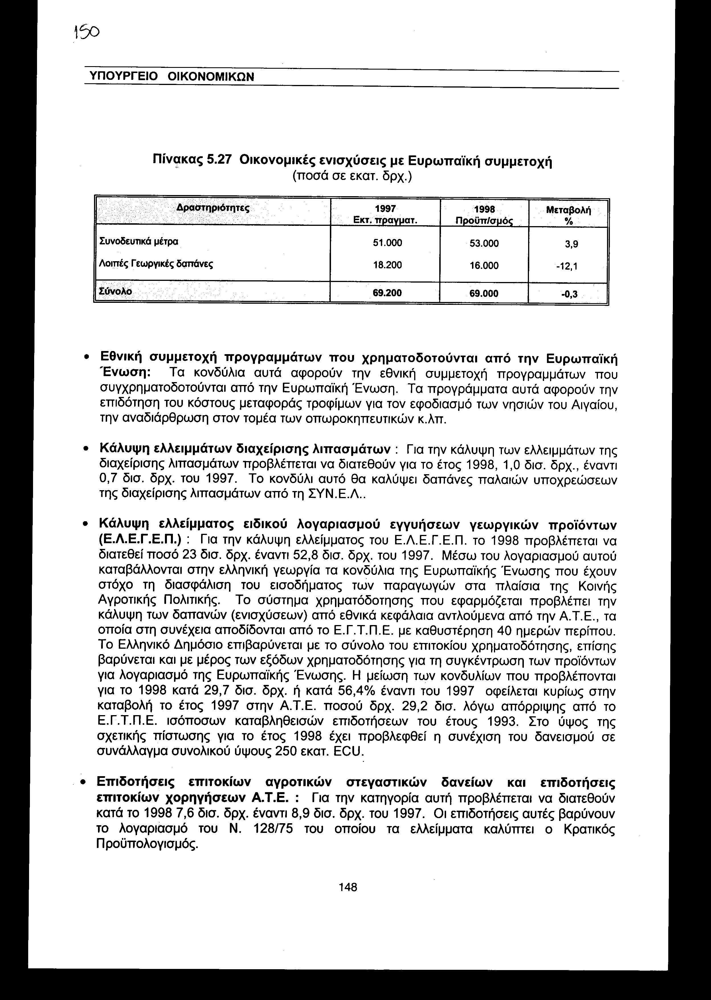 150
ΥΠΟΥΡΓΕΙΟ ΟΙΚΟΝΟΜΙΚΩΝ
Πίνακας 5.27 Οικονομικές ενισχύσεις με Ευρωπαϊκή συμμετοχή
(ποσά σε εκατ. δρχ.)
Δραστηριότητες 1997 1998 Μεταβολή
Εκτ. πραγματ. Προϋπ/σμός %
Συνοδευτικά μέτρα 51.000 53.000 3,9
Λοιπές Γεωργικές δαπάνες 18.200 16.000 -12,1
Σύνολο 69.200 69.000 -0,3
• Εθνική συμμετοχή προγραμμάτων που χρηματοδοτούνται από την Ευρωπαϊκή
Ένωση: Τα κονδύλια αυτά αφορούν την εθνική συμμετοχή προγραμμάτων που
συγχρηματοδοτούνται από την Ευρωπαϊκή Ένωση. Τα προγράμματα αυτά αφορούν την
επιδότηση του κόστους μεταφοράς τροφίμων για τον εφοδιασμό των νησιών του Αιγαίου,
την αναδιάρθρωση στον τομέα των οπωροκηπευτικών κ.λπ.
• Κάλυψη ελλειμμάτων διαχείρισης λιπασμάτων : Για την κάλυψη των ελλειμμάτων της
διαχείρισης λιπασμάτων προβλέπεται να διατεθούν για το έτος 1998, 1,0 δισ. δρχ., έναντι
0,7 δισ. δρχ. του 1997. Το κονδύλι αυτό θα καλύψει δαπάνες παλαιών υποχρεώσεων
της διαχείρισης λιπασμάτων από τη ΣΥΝ.Ε.Λ..
• Κάλυψη ελλείμματος ειδικού λογαριασμού εγγυήσεων γεωργικών προϊόντων
(Ε.Λ.Ε.Γ.Ε.Π.) : Για την κάλυψη ελλείμματος του Ε.Λ.Ε.Γ.Ε.Π. το 1998 προβλέπεται να
διατεθεί ποσό 23 δισ. δρχ. έναντι 52,8 δισ. δρχ. του 1997. Μέσω του λογαριασμού αυτού
καταβάλλονται στην ελληνική γεωργία τα κονδύλια της Ευρωπαϊκής Ένωσης που έχουν
στόχο τη διασφάλιση του εισοδήματος των παραγωγών στα πλαίσια της Κοινής
Αγροτικής Πολιτικής. Το σύστημα χρηματόδοτησης που εφαρμόζεται προβλέπει την
κάλυψη των δαπανών (ενισχύσεων) από εθνικά κεφάλαια αντλούμενα από την Α.Τ.Ε., τα
οποία στη συνέχεια αποδίδονται από το Ε.Γ.Τ.Π.Ε. με καθυστέρηση 40 ημερών περίπου.
Το Ελληνικό Δημόσιο επιβαρύνεται με το σύνολο του επιτοκίου χρηματοδότησης, επίσης
βαρύνεται και με μέρος των εξόδων χρηματοδότησης για τη συγκέντρωση των προϊόντων
για λογαριασμό της Ευρωπαϊκής Ένωσης. Η μείωση των κονδυλίων που προβλέπονται
για το 1998 κατά 29,7 δισ. δρχ. ή κατά 56,4% έναντι του 1997 οφείλεται κυρίως στην
καταβολή το έτος 1997 στην Α.Τ.Ε. ποσού δρχ. 29,2 δισ. λόγω απόρριψης από το
Ε.Γ.Τ.Π.Ε. ισόποσων καταβληθεισών επιδοτήσεων του έτους 1993. Στο ύψος της
σχετικής πίστωσης για το έτος 1998 έχει προβλεφθεί η συνέχιση του δανεισμού σε
συνάλλαγμα συνολικού ύψους 250 εκατ. ECU.
• Επιδοτήσεις επιτοκίων αγροτικών στεγαστικών δανείων και επιδοτήσεις
επιτοκίων χορηγήσεων Α.Τ.Ε. : Για την κατηγορία αυτή προβλέπεται να διατεθούν
κατά το 1998 7,6 δισ. δρχ. έναντι 8,9 δισ. δρχ. του 1997. Οι επιδοτήσεις αυτές βαρύνουν
το λογαριασμό του Ν. 128/75 του οποίου τα ελλείμματα καλύπτει ο Κρατικός
Προϋπολογισμός.
148